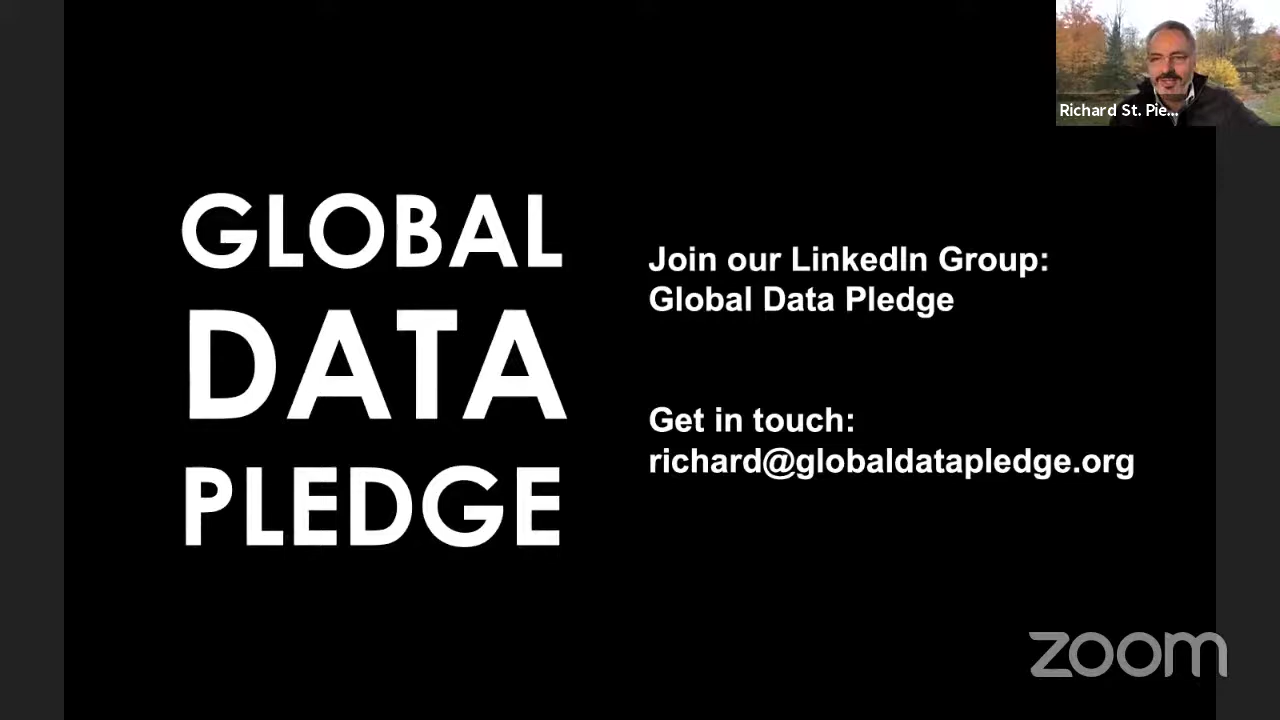 Richard St. Pie...
GLOBAL
DATA
PLEDGE
Join our LinkedIn Group:
Global Data Pledge
Get in touch:
richard@globaldatapledge.org
zoom